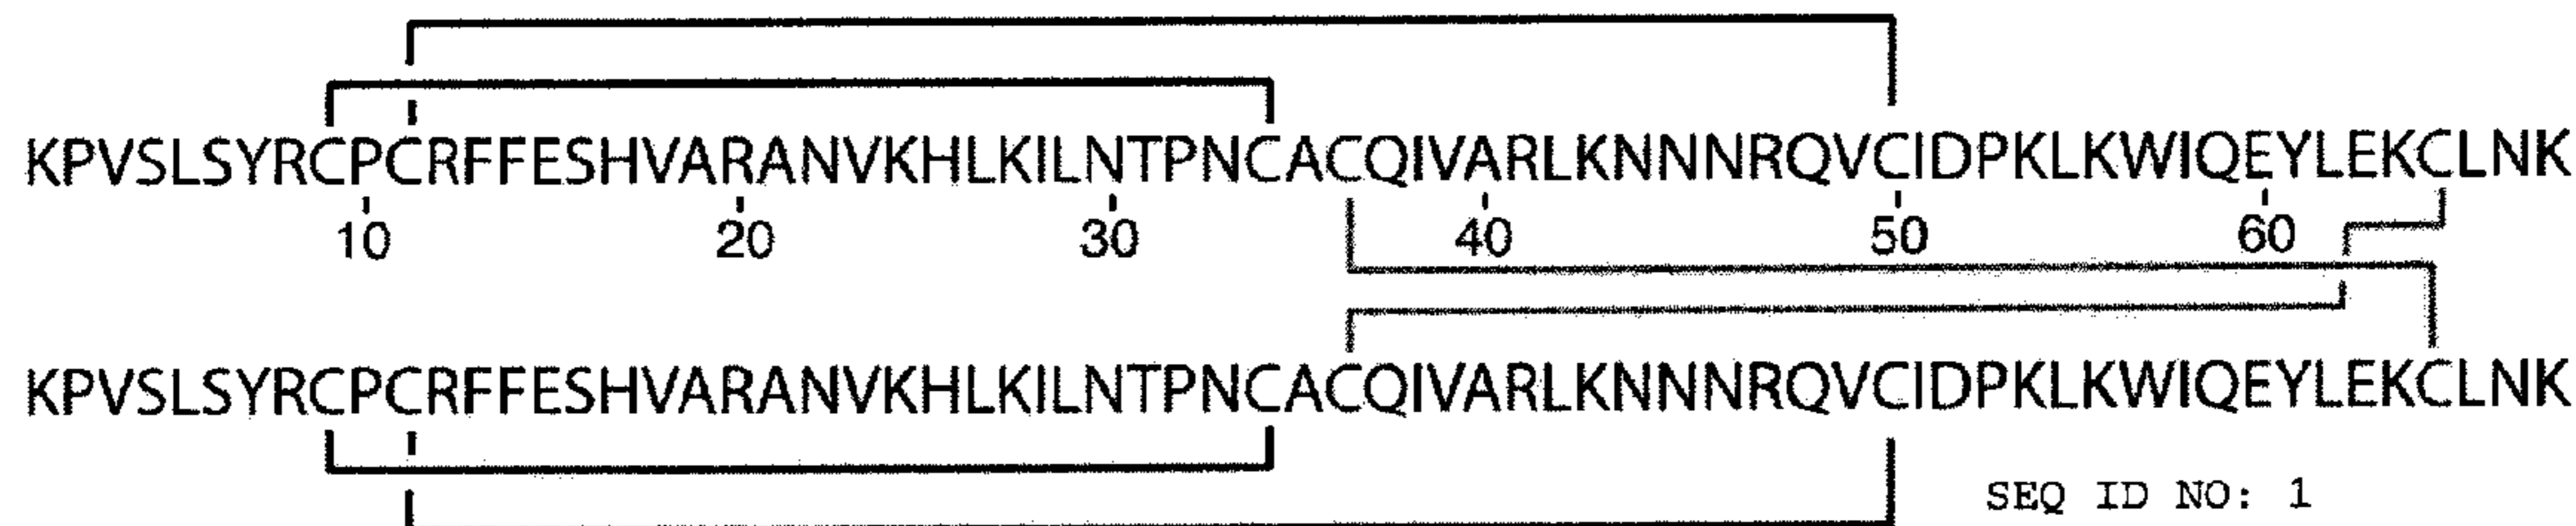 KPVSLSYRCPCRFFESHVARANVKHLKILNTPNCACQIVARLKNNNRQVCIDPKLKWIQEYLEKCLNK
10 20 30 40 50 60
KPVSLSYRCPCRFFESHVARANVKHLKILNTPNCACQIVARLKNNNRQVCIDPKLKWIQEYLEKCLNK
SEQ ID NO: 1